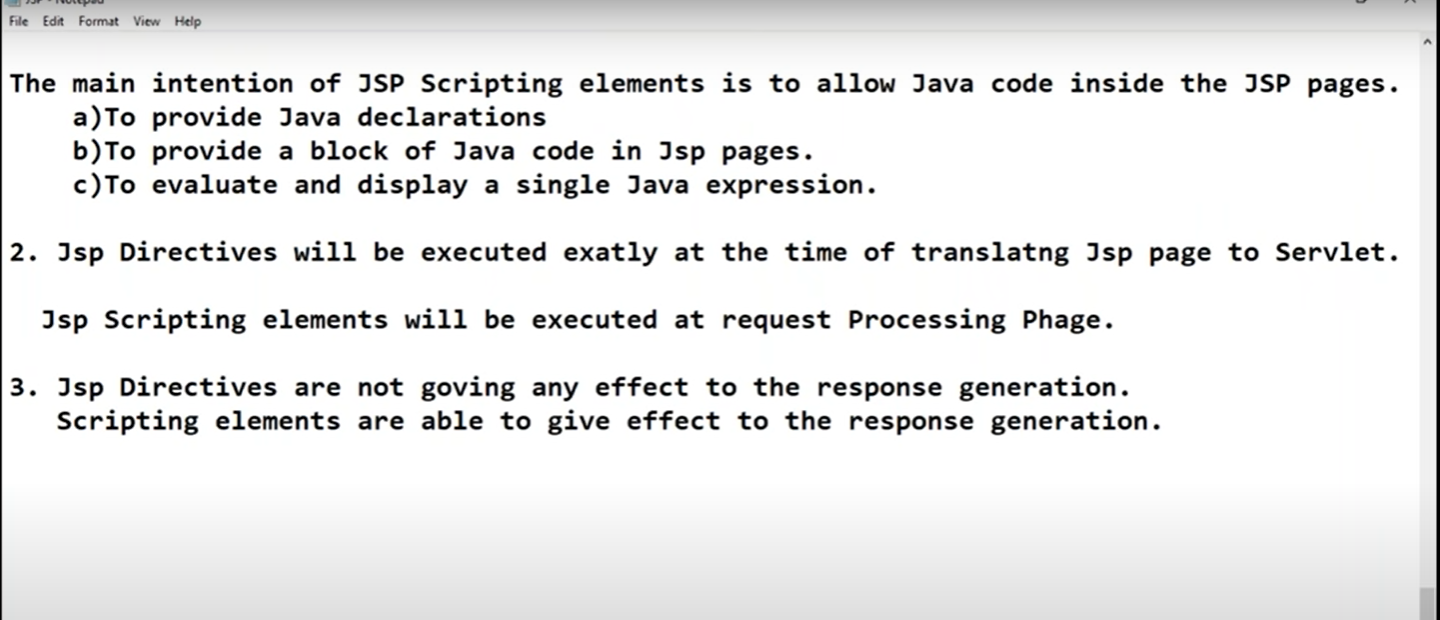 JSP - Notepad
File Edit Format View Help
The main intention of JSP Scripting elements is to allow Java code inside the JSP pages.
a)To provide Java declarations
b)To provide a block of Java code in Jsp pages.
c)To evaluate and display a single Java expression.
2. Jsp Directives will be executed exatly at the time of translatng Jsp page to Servlet.
Jsp Scripting elements will be executed at request Processing Phage.
3. Jsp Directives are not goving any effect to the response generation.
Scripting elements are able to give effect to the response generation.